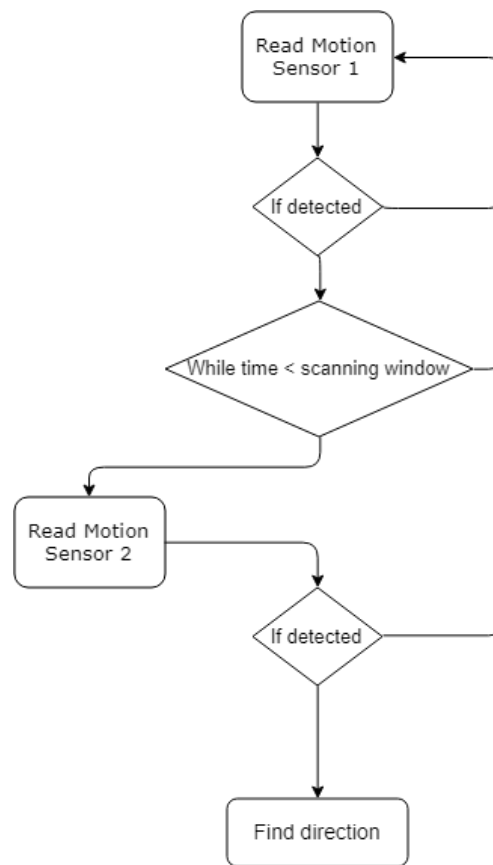 Read Motion
Sensor 1
If detected
While time < scanning window
Read Motion
Sensor 2
If detected
Find direction